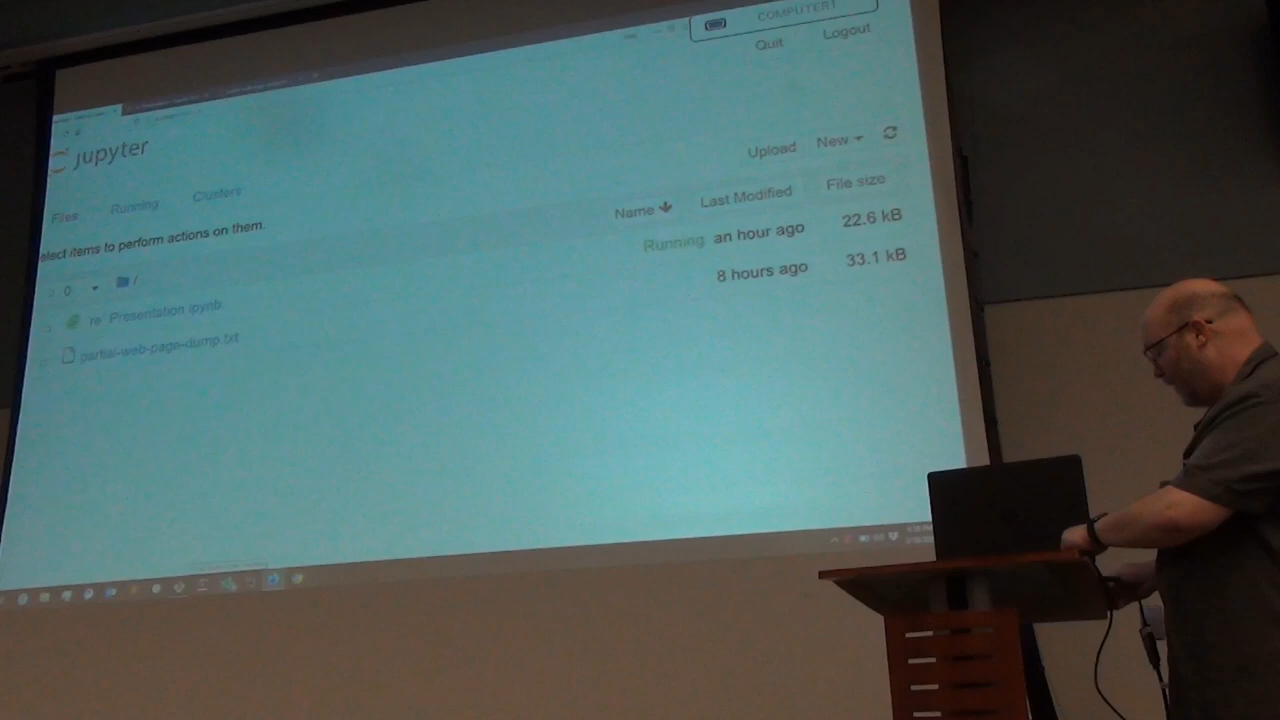 COMPUTER1
Quit Logout
jupyter
Upload New
Files Running Clusters
Name Last Modified File size
elect items to perform actions on them.
0 /
re Presentation.ipynb Running an hour ago 22.6 kB
partial-web-page-dump.txt 8 hours ago 33.1 kB